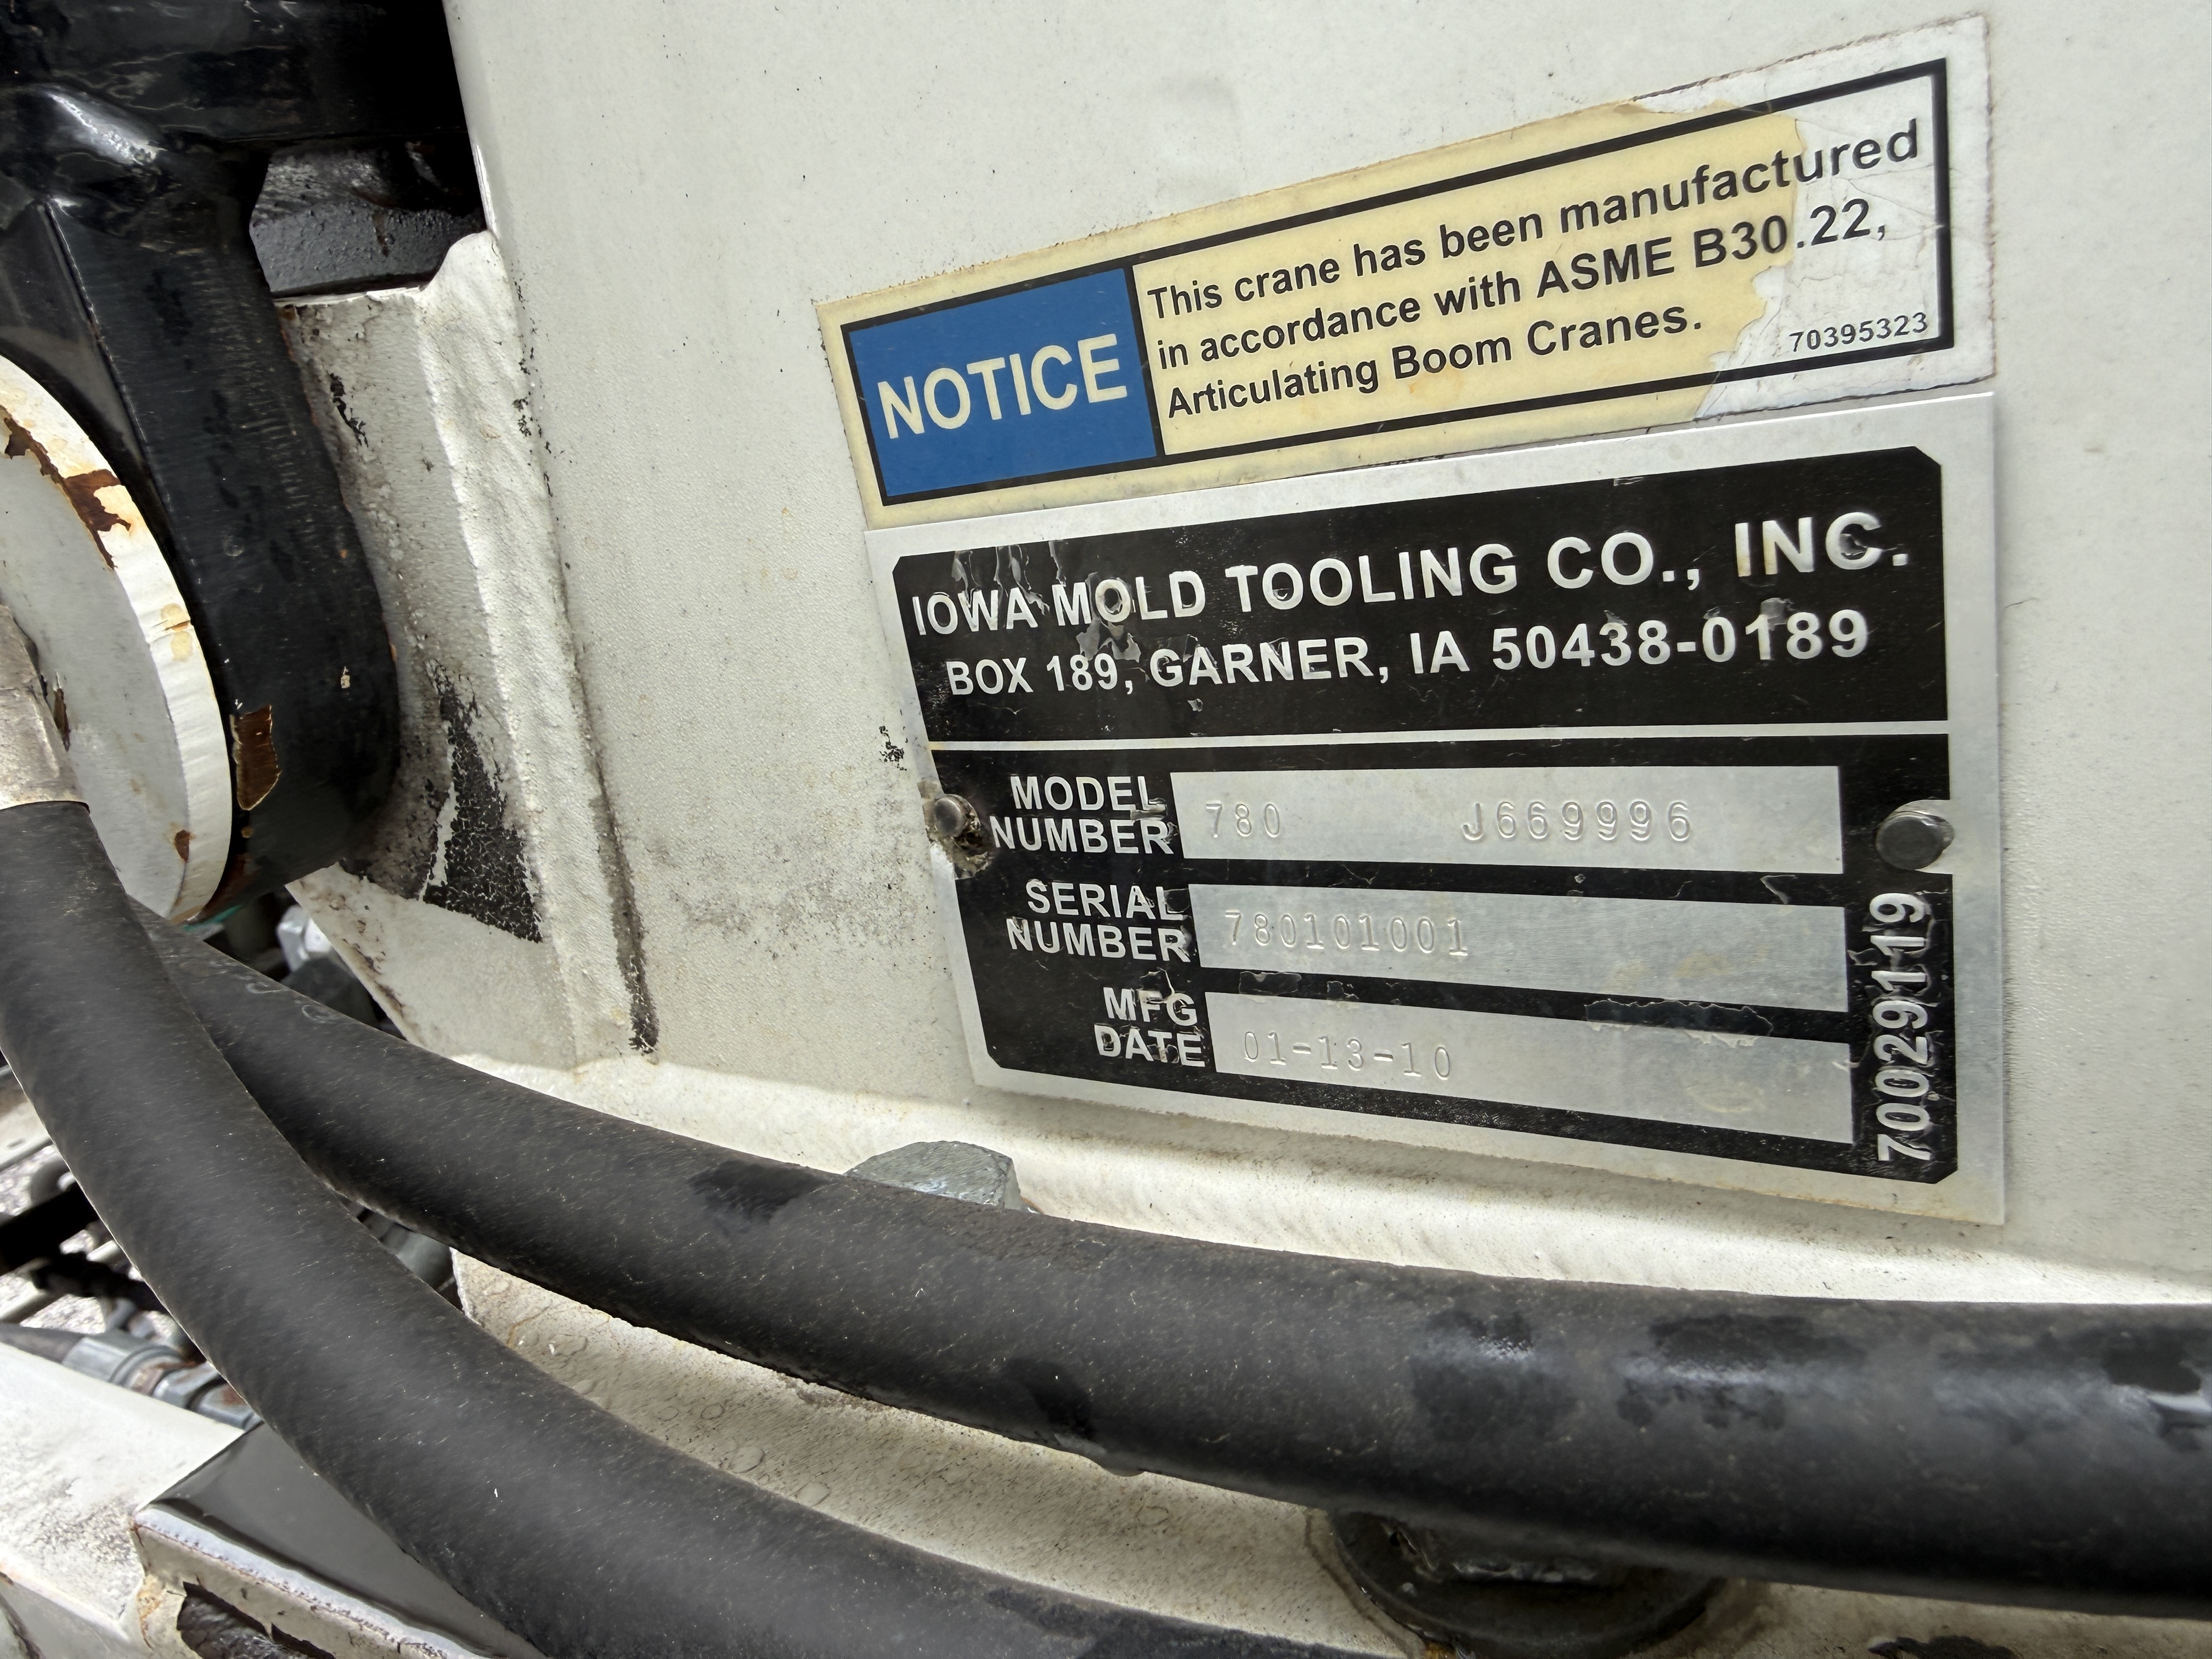 NOTICE
This crane has been manufactured
in accordance with ASME B30.22,
Articulating Boom Cranes.
70395323
IOWA MOLD TOOLING CO., INC.
BOX 189, GARNER, IA 50438-0189
MODEL
NUMBER
780 J669996
SERIAL
NUMBER
780101001
MFG
DATE
01-13-10
70029119